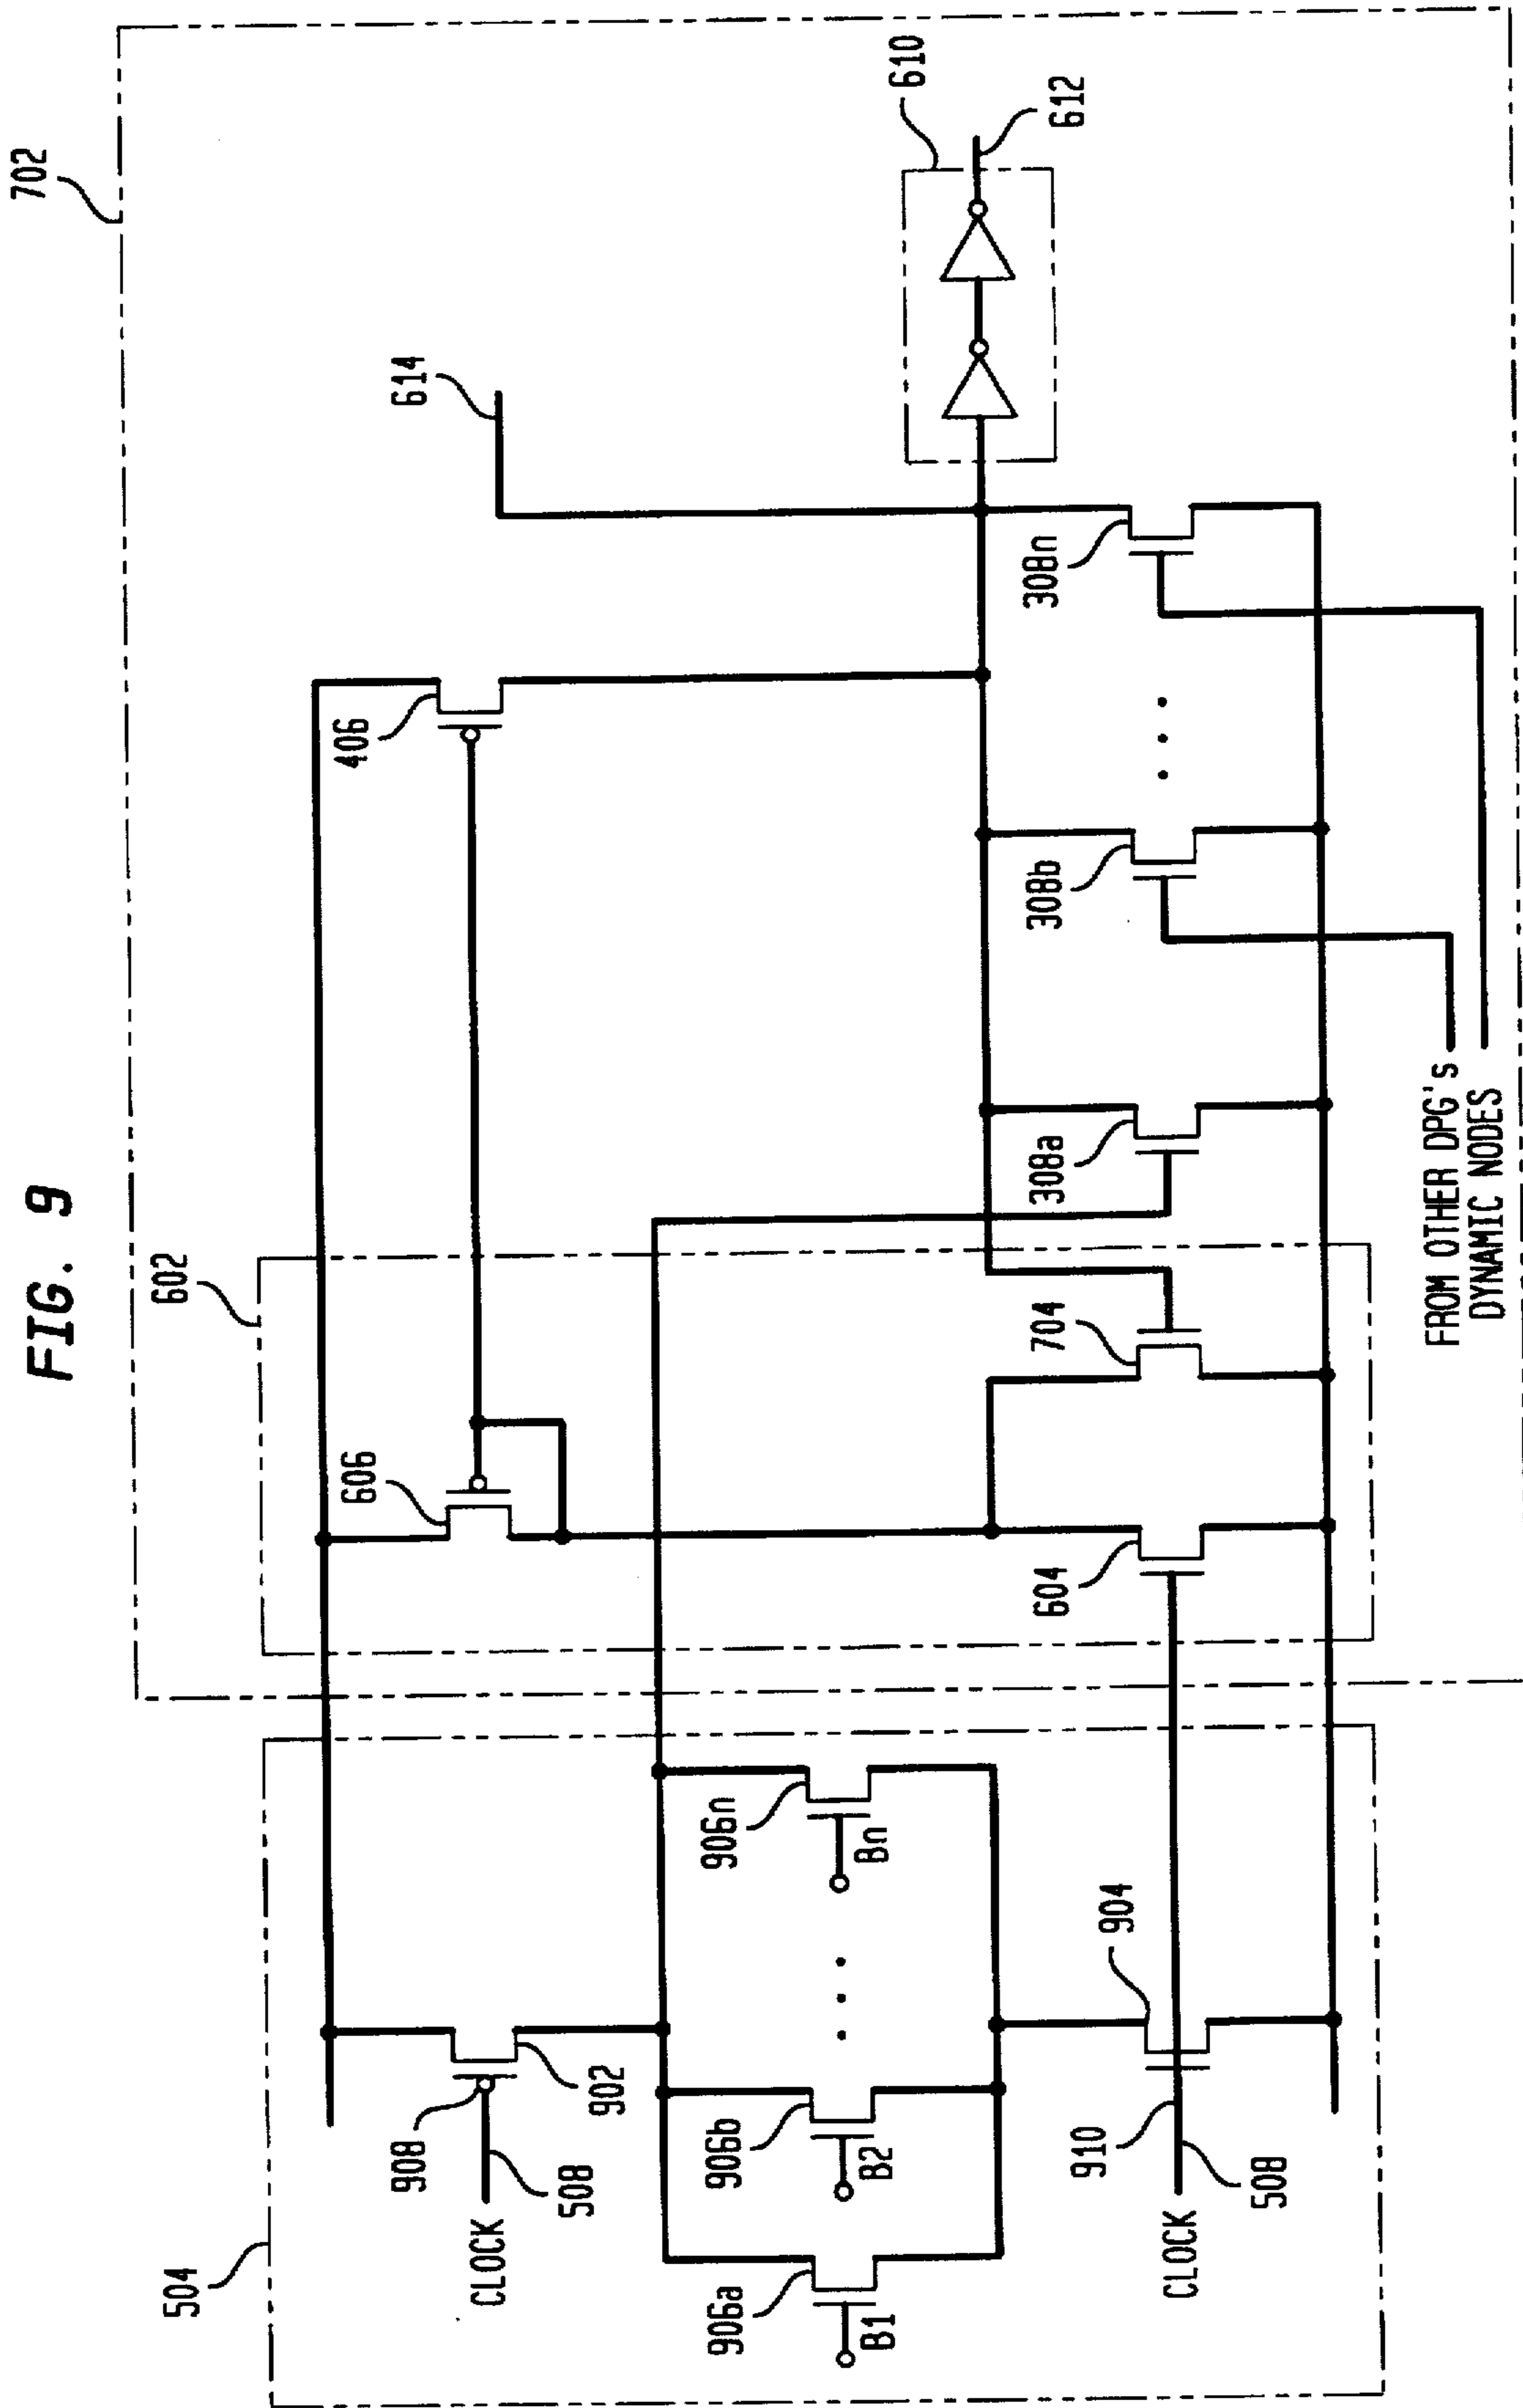 FIG. 9
702
602
504
610
612
614
406
606
908
CLOCK
508
902
906a
B1
906b
B2
906n
Bn
704
308a
308b
308n
604
904
910
CLOCK
508
FROM OTHER DPG's
DYNAMIC NODES